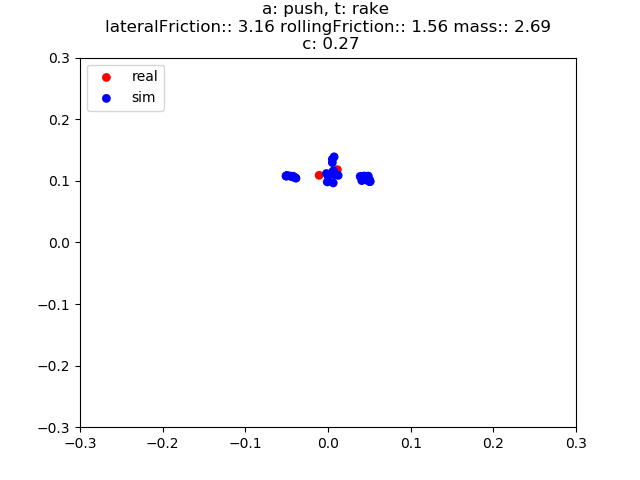 a: push, t: rake
lateralFriction:: 3.16 rollingFriction:: 1.56 mass:: 2.69
c: 0.27
real
sim
0.3
0.2
0.1
0.0
−0.1
−0.2
−0.3
−0.3 −0.2 −0.1 0.0 0.1 0.2 0.3